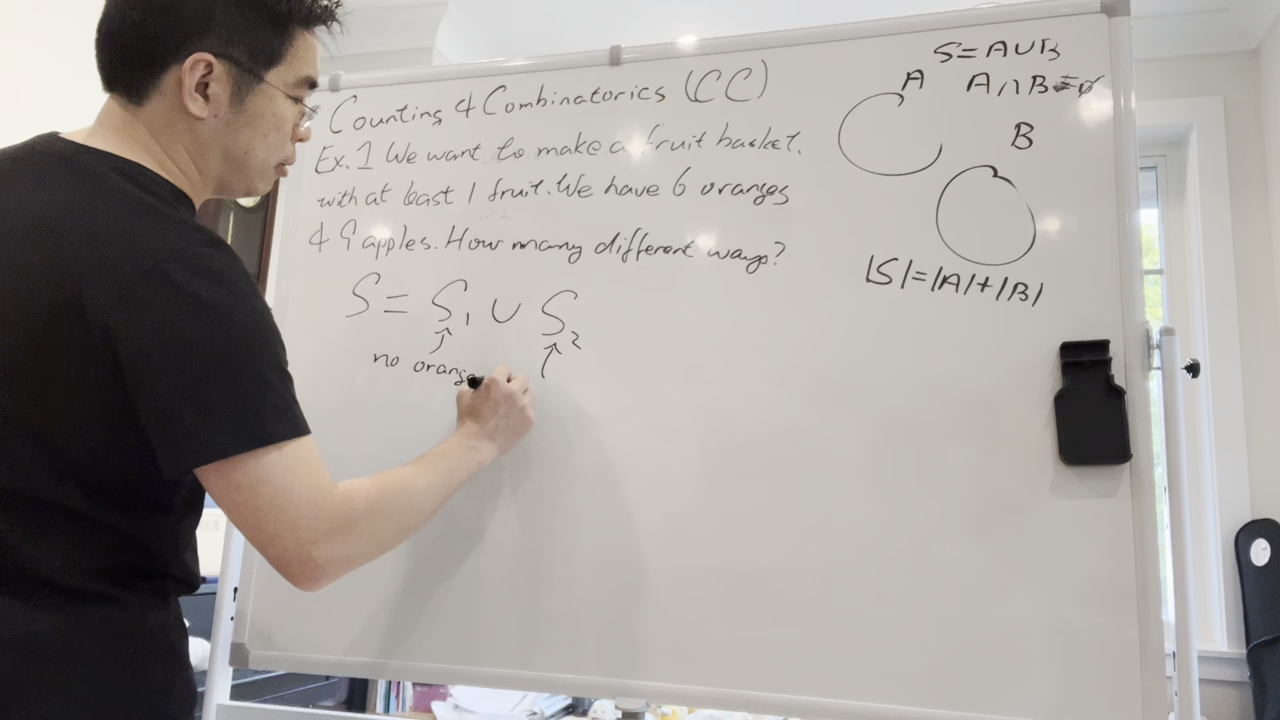 Counting & Combinatorics (CC)
Ex. 1 We want to make a fruit basket.
with at least 1 fruit. We have 6 oranges
& 9 apples. How many different ways?
S = S₁ ∪ S₂
no orange
S = A∪B
A A∩B=∅
B
|S|=|A|+|B|